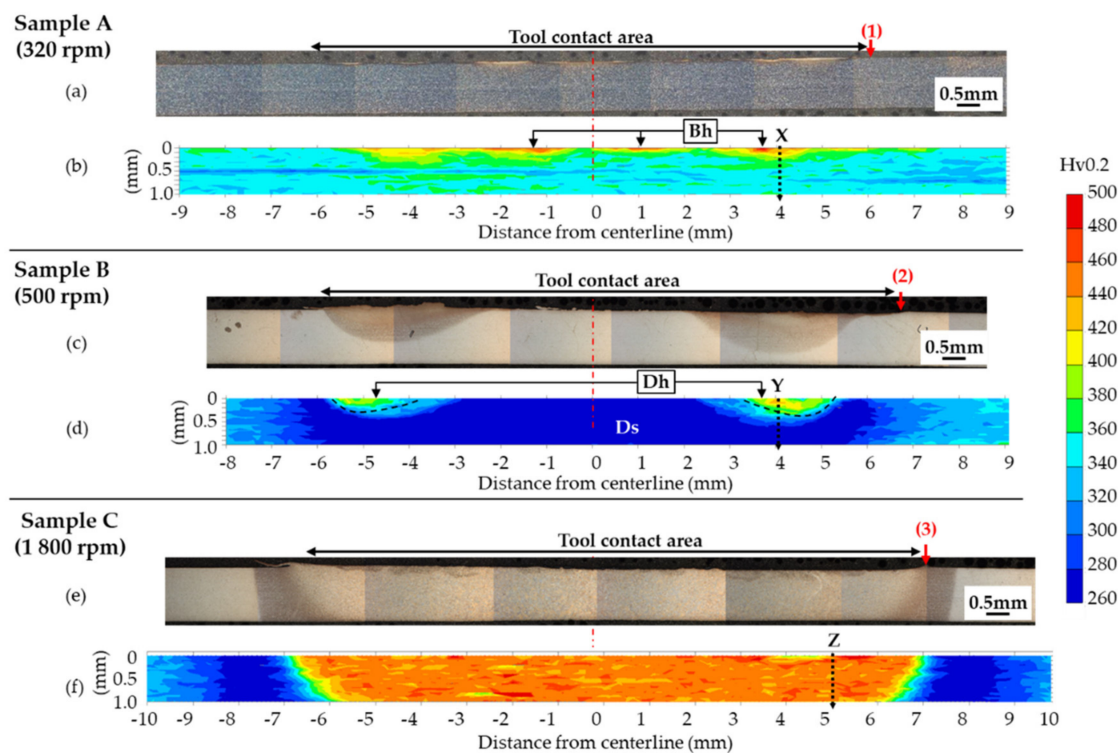 Sample A
(320 rpm)
Tool contact area
(1)
(a)
0.5mm
Bh
X
(b)
(mm)
0
0.5
1.0
-9 -8 -7 -6 -5 -4 -3 -2 -1 0 1 2 3 4 5 6 7 8 9
Distance from centerline (mm)
Sample B
(500 rpm)
Tool contact area
(2)
(c)
0.5mm
Dh
Y
(d)
(mm)
0
0.5
1.0
Ds
-8 -7 -6 -5 -4 -3 -2 -1 0 1 2 3 4 5 6 7 8 9
Distance from centerline (mm)
Sample C
(1 800 rpm)
Tool contact area
(3)
(e)
0.5mm
Z
(f)
(mm)
0
0.5
1.0
-10 -9 -8 -7 -6 -5 -4 -3 -2 -1 0 1 2 3 4 5 6 7 8 9 10
Distance from centerline (mm)
Hv0.2
500
480
460
440
420
400
380
360
340
320
300
280
260